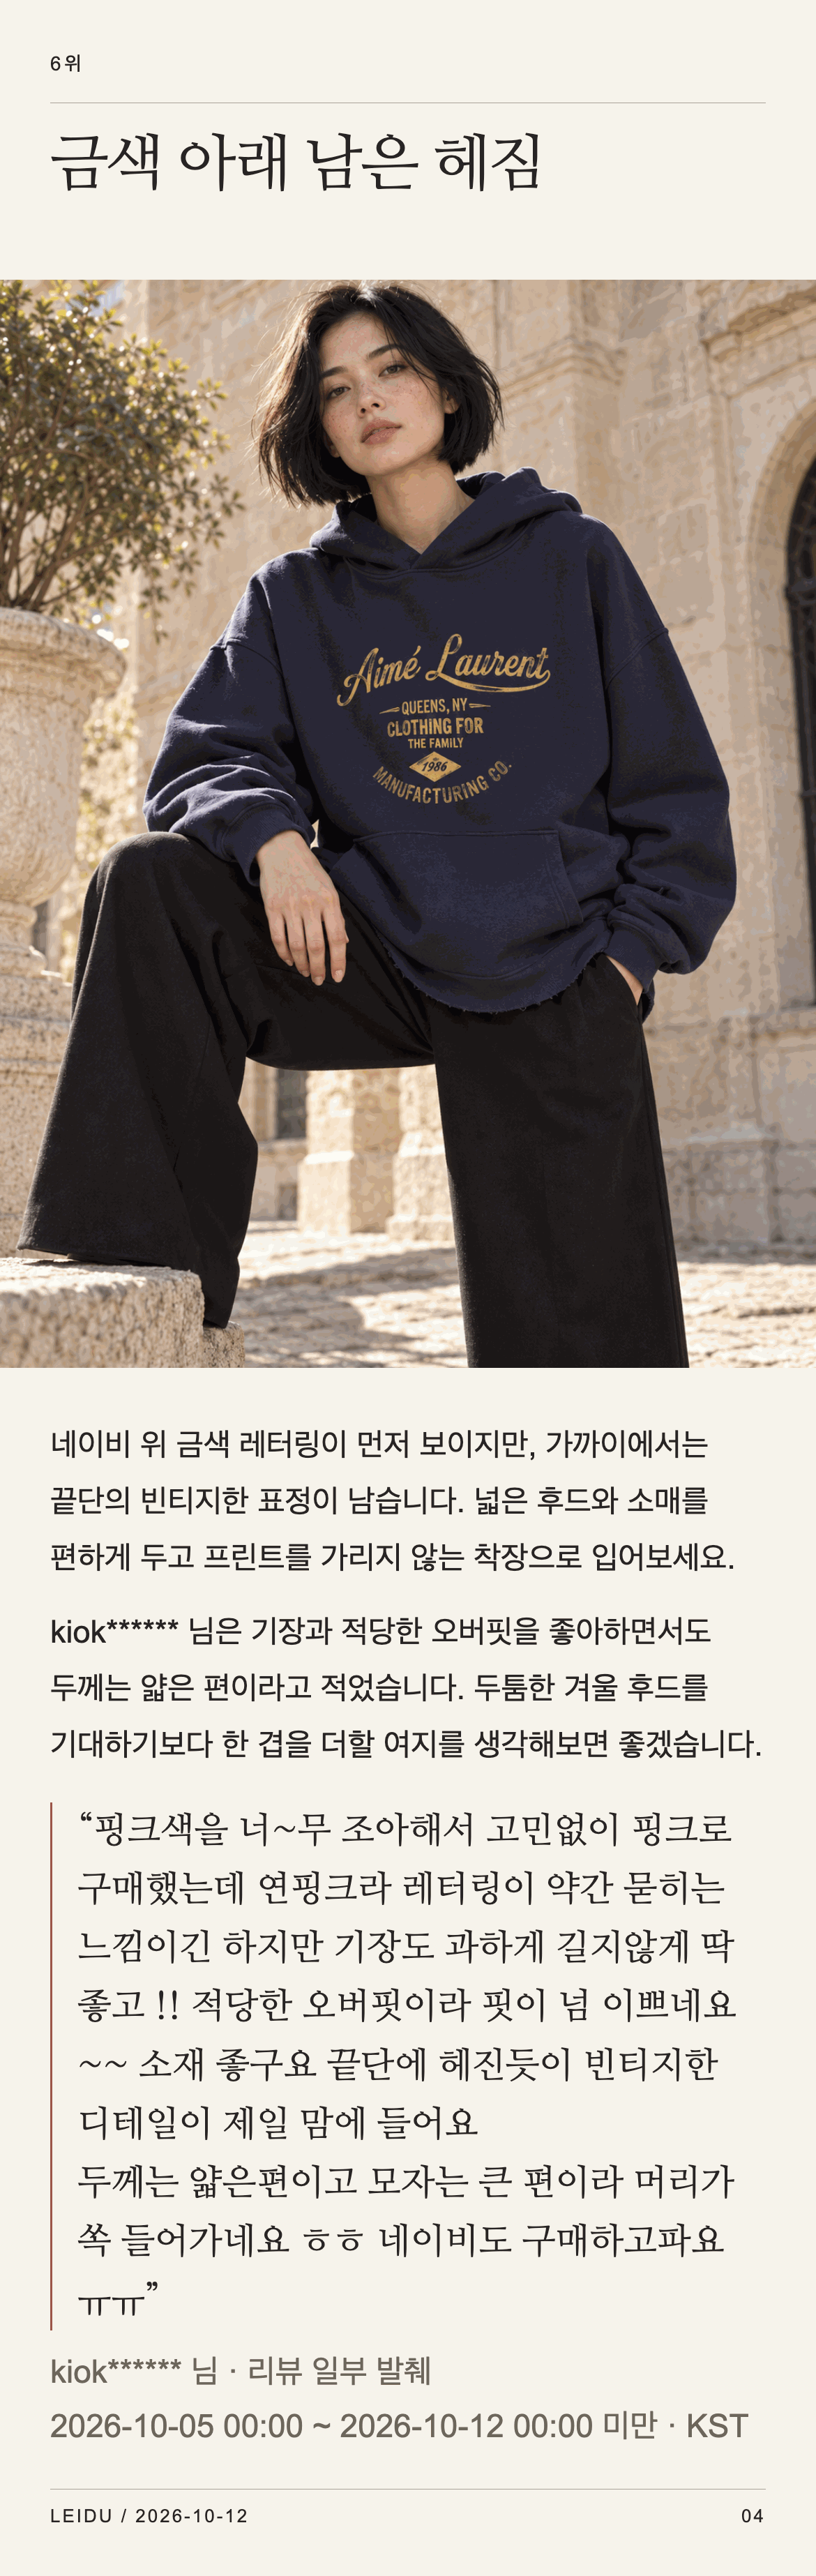 6위
금색 아래 남은 헤짐
Aimé Laurent
QUEENS, NY
CLOTHING FOR
THE FAMILY
1986
MANUFACTURING CO.
네이비 위 금색 레터링이 먼저 보이지만, 가까이에서는
끝단의 빈티지한 표정이 남습니다. 넓은 후드와 소매를
편하게 두고 프린트를 가리지 않는 착장으로 입어보세요.
kiok****** 님은 기장과 적당한 오버핏을 좋아하면서도
두께는 얇은 편이라고 적었습니다. 두툼한 겨울 후드를
기대하기보다 한 겹을 더할 여지를 생각해보면 좋겠습니다.
“핑크색을 너~무 조아해서 고민없이 핑크로
구매했는데 연핑크라 레터링이 약간 묻히는
느낌이긴 하지만 기장도 과하게 길지않게 딱
좋고 !! 적당한 오버핏이라 핏이 넘 이쁘네요
~~ 소재 좋구요 끝단에 헤진듯이 빈티지한
디테일이 제일 맘에 들어요
두께는 얇은편이고 모자는 큰 편이라 머리가
쏙 들어가네요 ㅎㅎ 네이비도 구매하고파요
ㅠㅠ”
kiok****** 님 · 리뷰 일부 발췌
2026-10-05 00:00 ~ 2026-10-12 00:00 미만 · KST
LEIDU / 2026-10-12
04